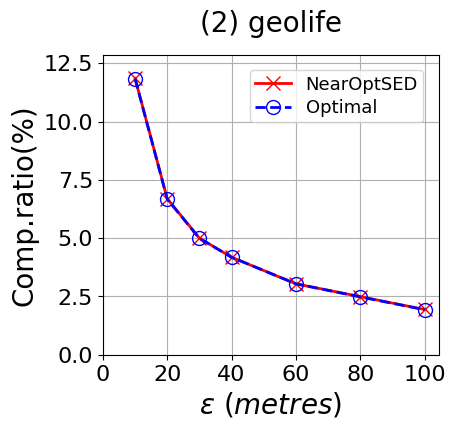 (2) geolife
Comp.ratio(%)
12.5
10.0
7.5
5.0
2.5
0.0
NearOptSED
Optimal
0 20 40 60 80 100
ε (metres)